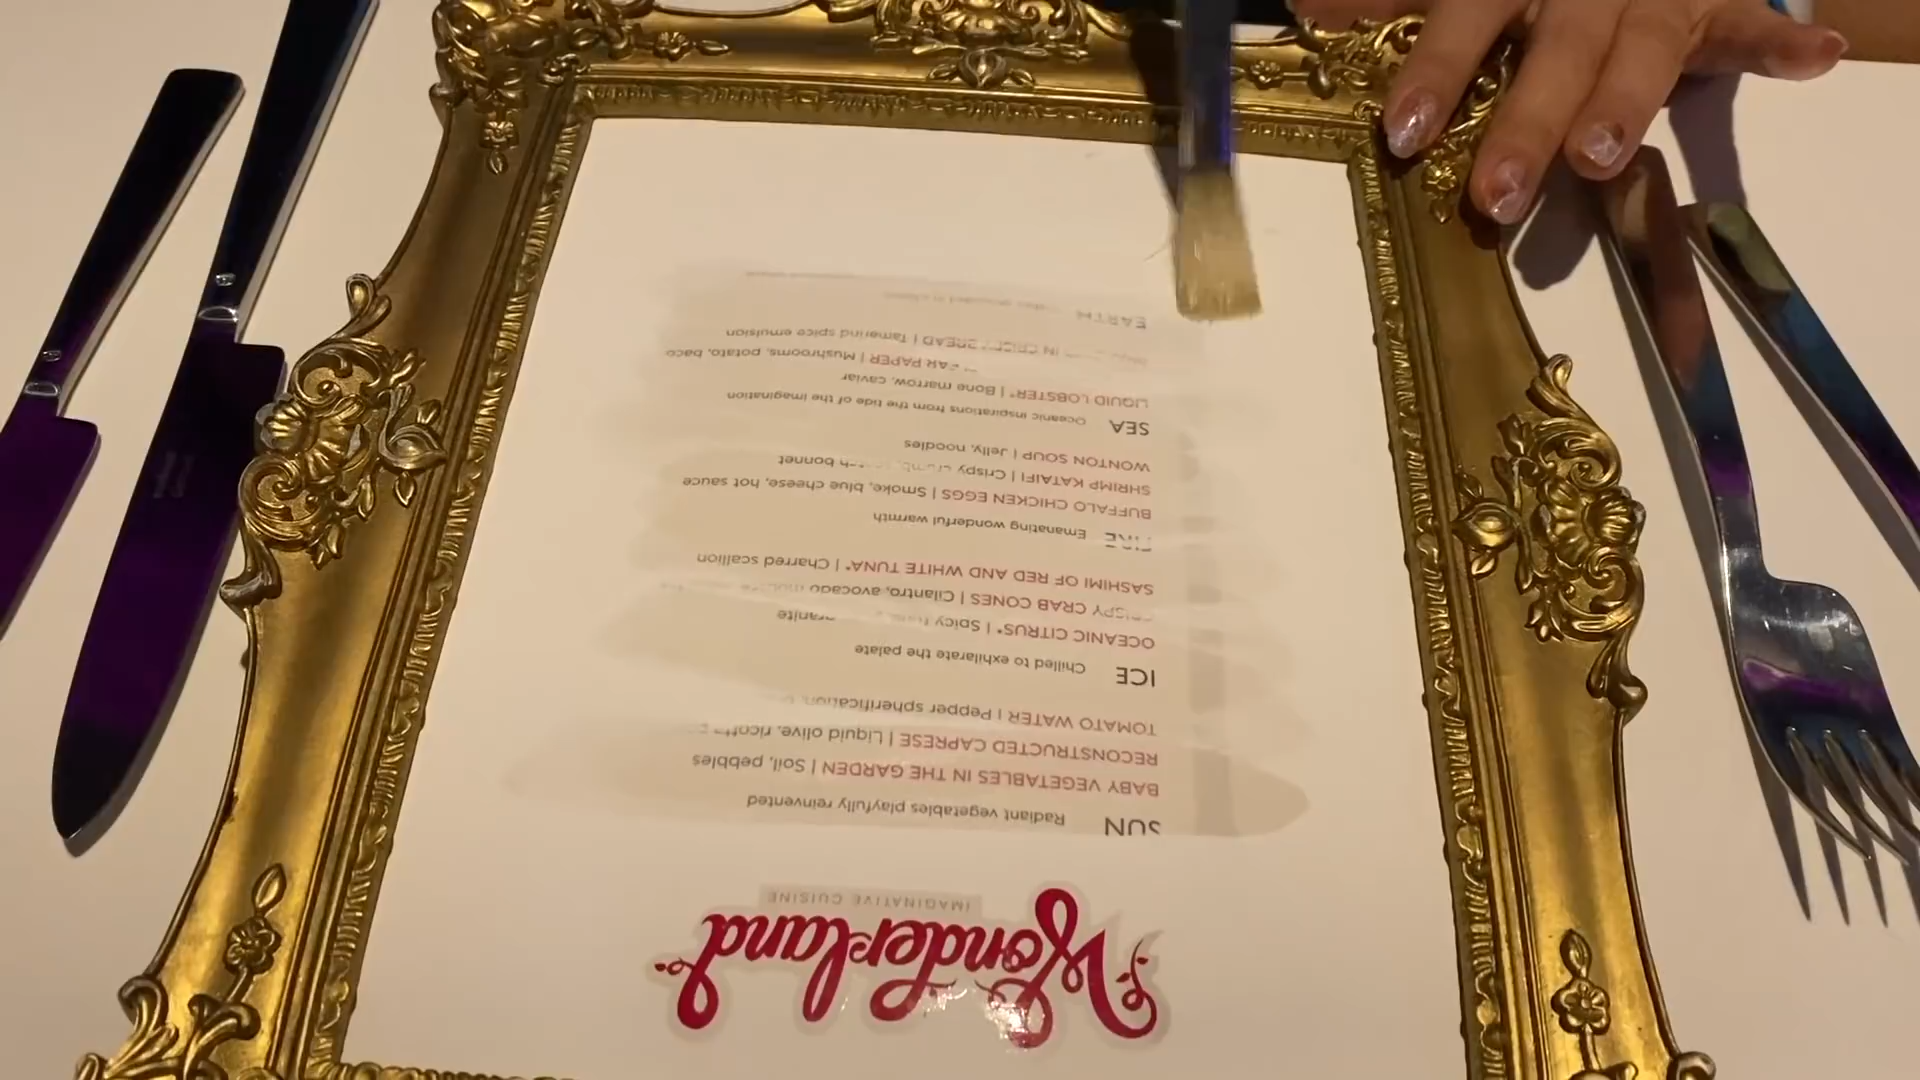 Wonderland
IMAGINATIVE CUISINE
SUN Radiant vegetables playfully reinvented
BABY VEGETABLES IN THE GARDEN | Soil, pebbles
RECONSTRUCTED CAPRESE | Liquid olive, ricotta
TOMATO WATER | Pepper spherification,
ICE Chilled to exhilarate the palate
OCEANIC CITRUS* | Spicy granite
CRISPY CRAB CONES | Cilantro, avocado
SASHIMI OF RED AND WHITE TUNA* | Charred scallion
FIRE Emanating wonderful warmth
BUFFALO CHICKEN EGGS | Smoke, blue cheese, hot sauce
SHRIMP KATAIFI | Crispy bonnet
WONTON SOUP | Jelly, noodles
SEA Oceanic inspirations from the tide of the imagination
LIQUID LOBSTER* | Bone marrow, caviar
PAPER | Mushrooms, potato,
IN CRISPY BREAD | Tamarind spice emulsion
EARTH